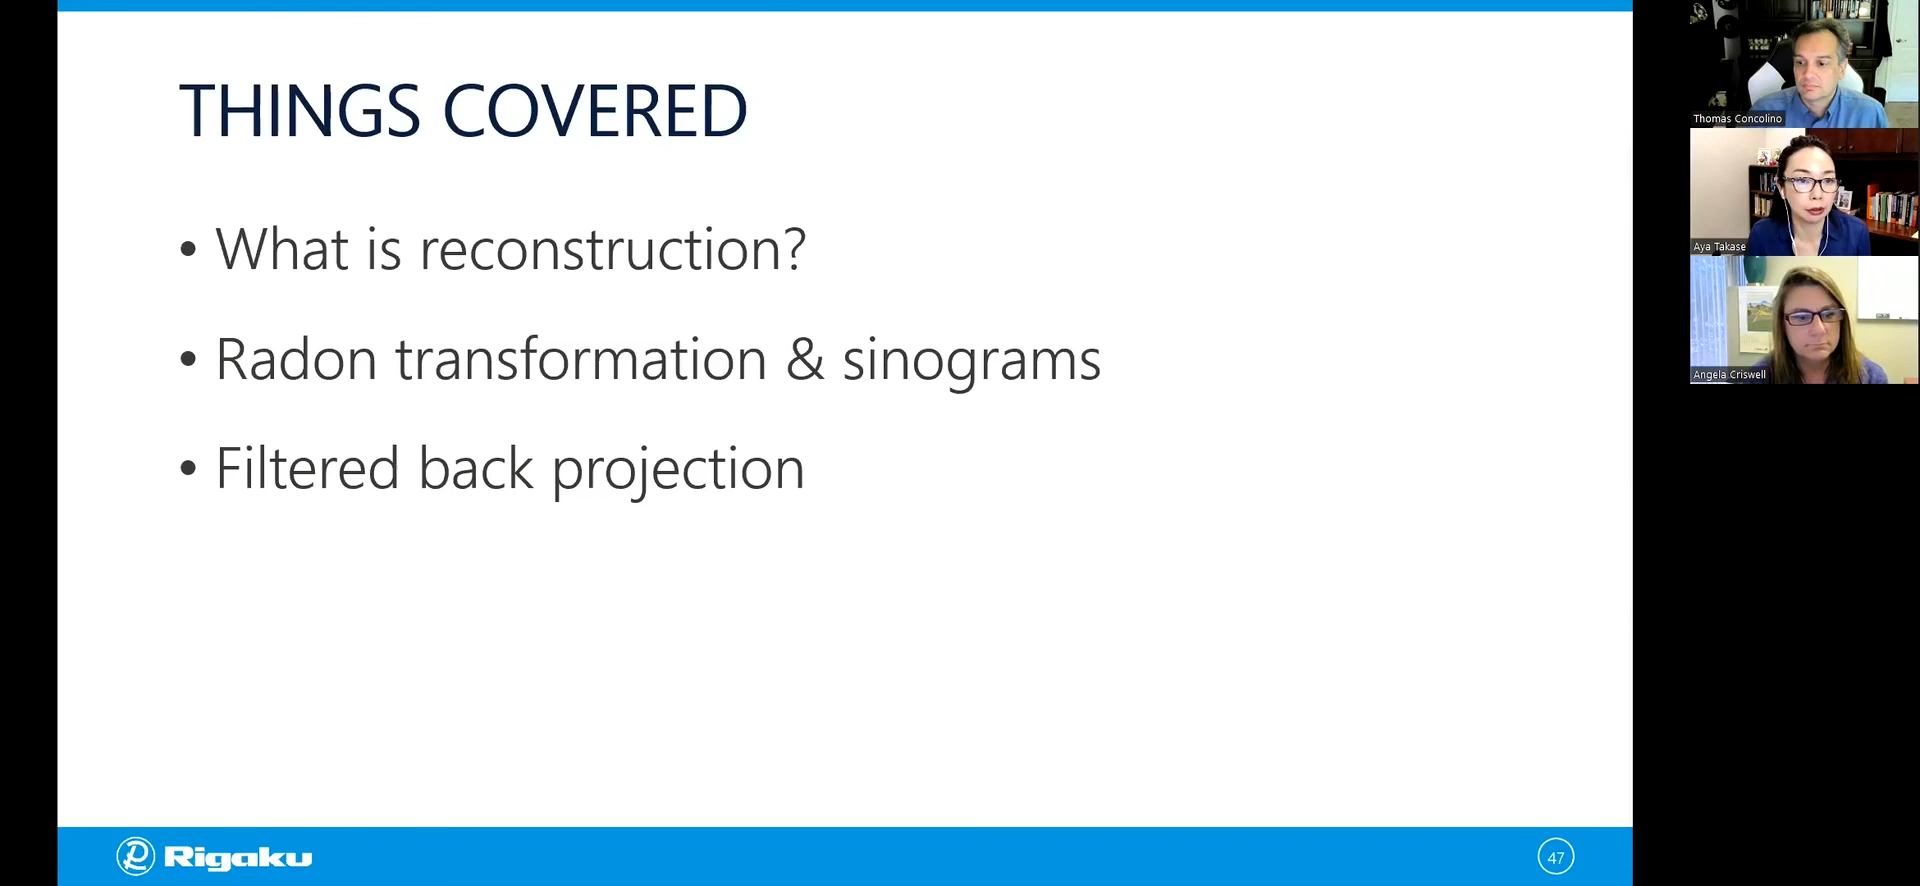 THINGS COVERED
• What is reconstruction?
• Radon transformation & sinograms
• Filtered back projection
Rigaku
47
Thomas Concolino
Aya Takase
Angela Criswell